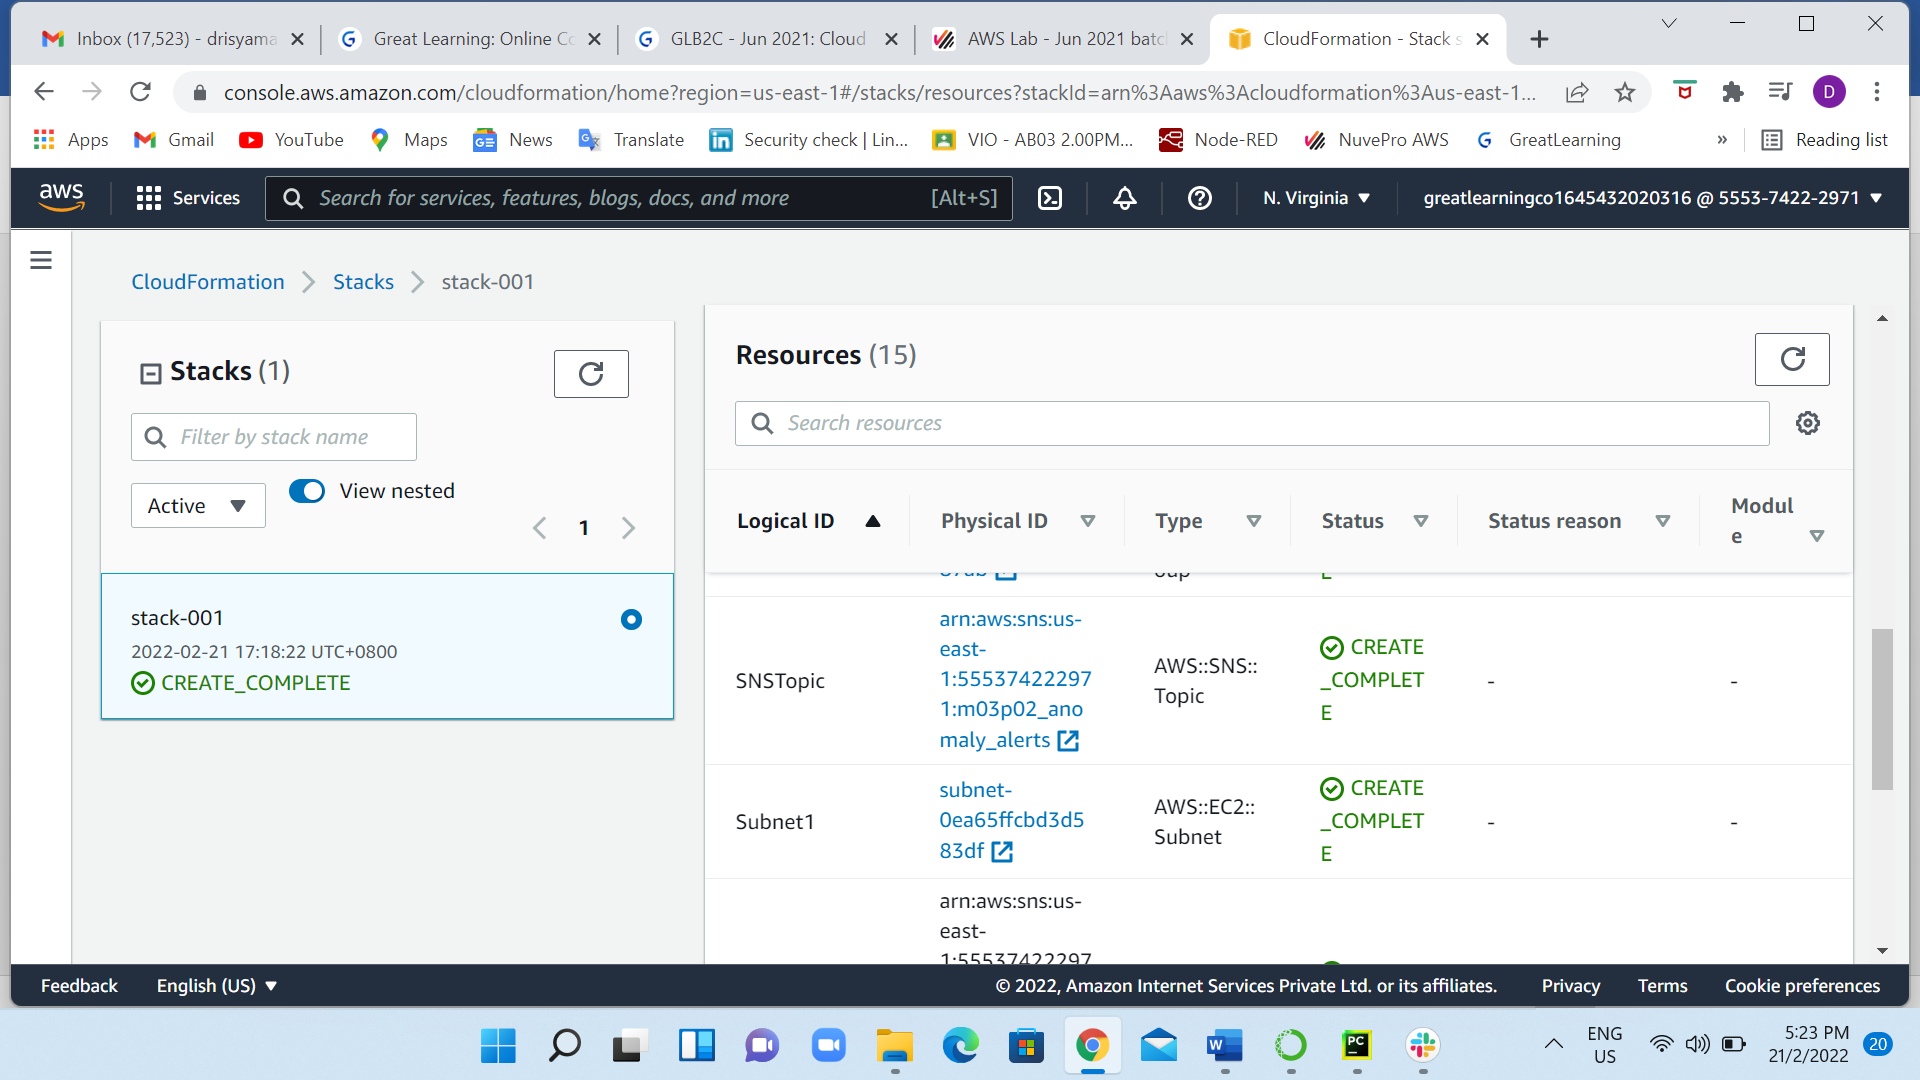 Inbox (17,523) - drisyama
Great Learning: Online Co
GLB2C - Jun 2021: Cloud
AWS Lab - Jun 2021 batch
CloudFormation - Stack s
console.aws.amazon.com/cloudformation/home?region=us-east-1#/stacks/resources?stackId=arn%3Aaws%3Acloudformation%3Aus-east-1...
D
Apps
Gmail
YouTube
Maps
News
Translate
Security check | Lin...
VIO - AB03 2.00PM...
Node-RED
NuvePro AWS
GreatLearning
»
Reading list
aws
Services
Search for services, features, blogs, docs, and more
[Alt+S]
N. Virginia
greatlearningco1645432020316 @ 5553-7422-2971
CloudFormation
Stacks
stack-001
Stacks (1)
Filter by stack name
Active
View nested
1
stack-001
2022-02-21 17:18:22 UTC+0800
CREATE_COMPLETE
Resources (15)
Search resources
Logical ID
Physical ID
Type
Status
Status reason
Modul
e
SNSTopic
arn:aws:sns:us-
east-
1:55537422297
1:m03p02_ano
maly_alerts
AWS::SNS::
Topic
CREATE
_COMPLET
E
-
-
Subnet1
subnet-
0ea65ffcbd3d5
83df
AWS::EC2::
Subnet
CREATE
_COMPLET
E
-
-
arn:aws:sns:us-
east-
1:55537422297
Feedback
English (US)
© 2022, Amazon Internet Services Private Ltd. or its affiliates.
Privacy
Terms
Cookie preferences
ENG
US
5:23 PM
21/2/2022
20